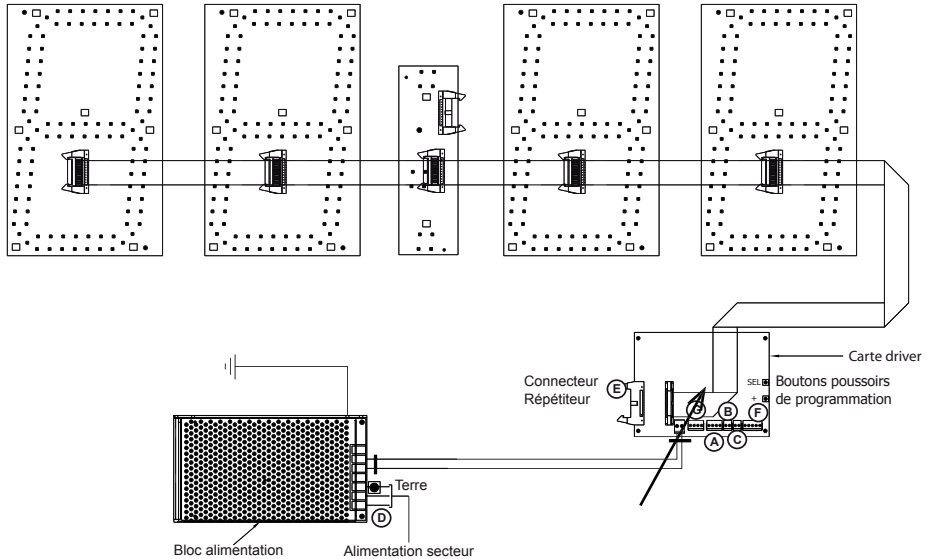 Carte driver
Connecteur
Répétiteur
E
SEL
Boutons poussoirs
+
de programmation
G
B
F
A
C
Terre
D
Bloc alimentation
Alimentation secteur